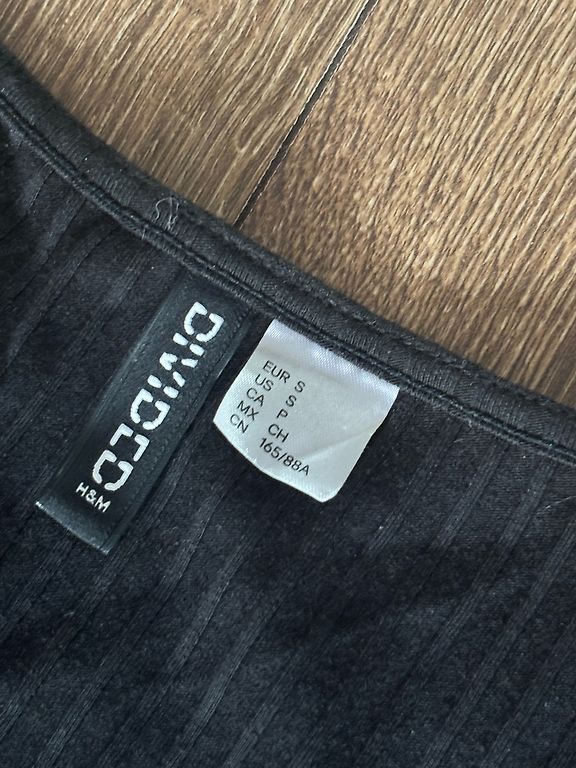 DIVIDED
H&M
EUR S
US S
CA P
MX CH
CN 165/88A